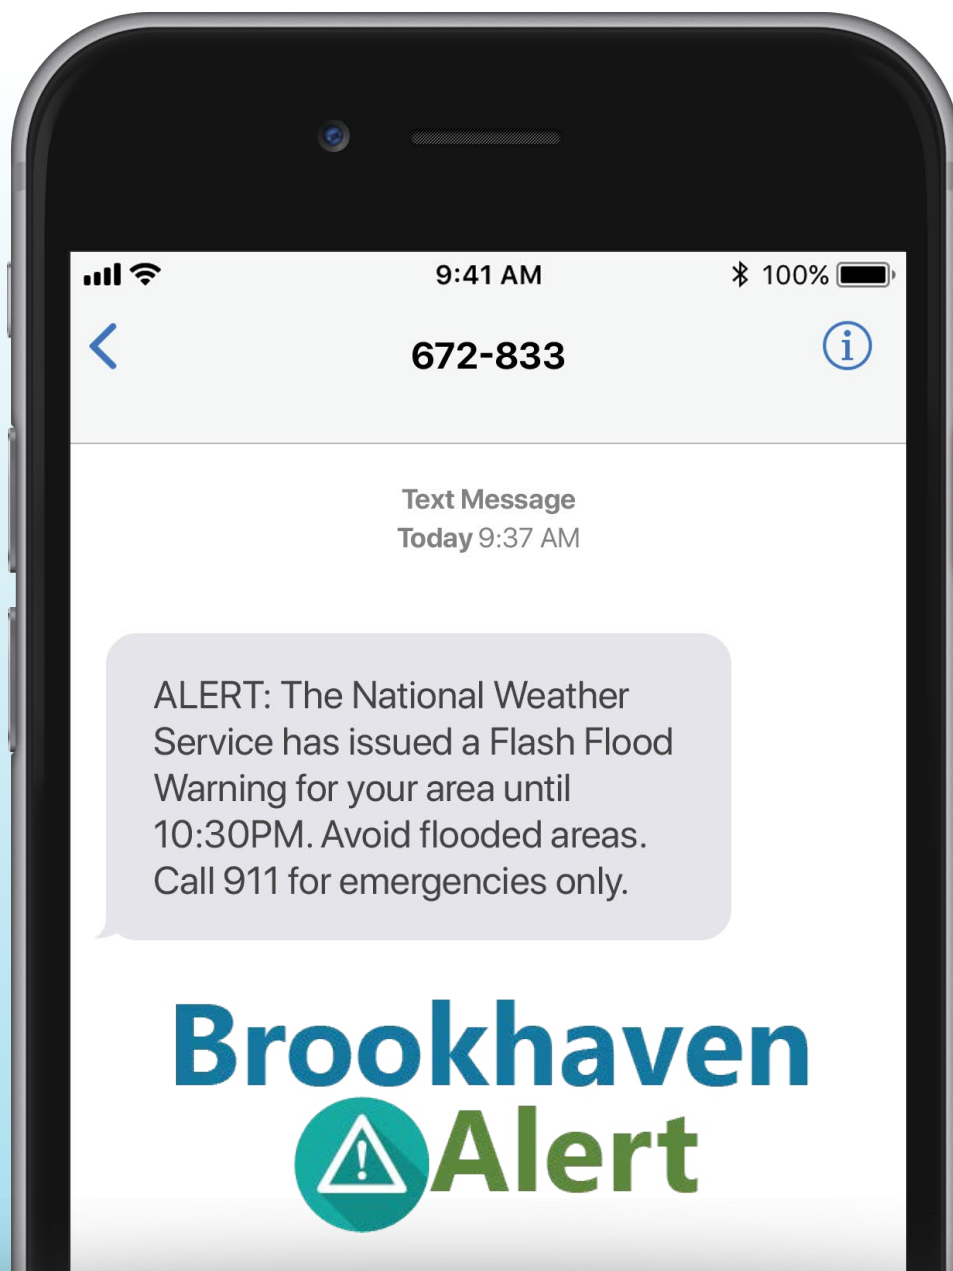 9:41 AM
100%
672-833
Text Message
Today 9:37 AM
ALERT: The National Weather
Service has issued a Flash Flood
Warning for your area until
10:30PM. Avoid flooded areas.
Call 911 for emergencies only.
Brookhaven
Alert